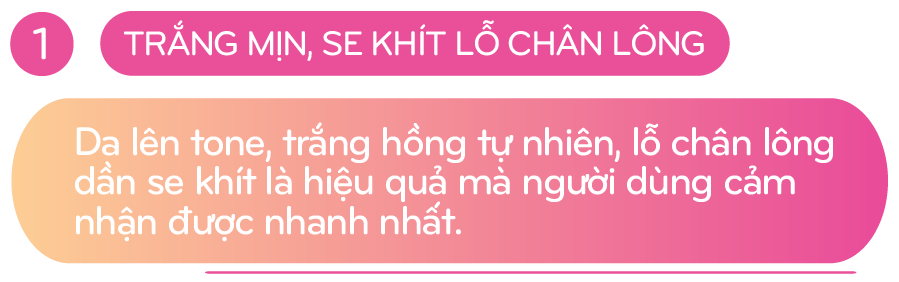 1
TRẮNG MỊN, SE KHÍT LỖ CHÂN LÔNG
Da lên tone, trắng hồng tự nhiên, lỗ chân lông
dần se khít là hiệu quả mà người dùng cảm
nhận được nhanh nhất.